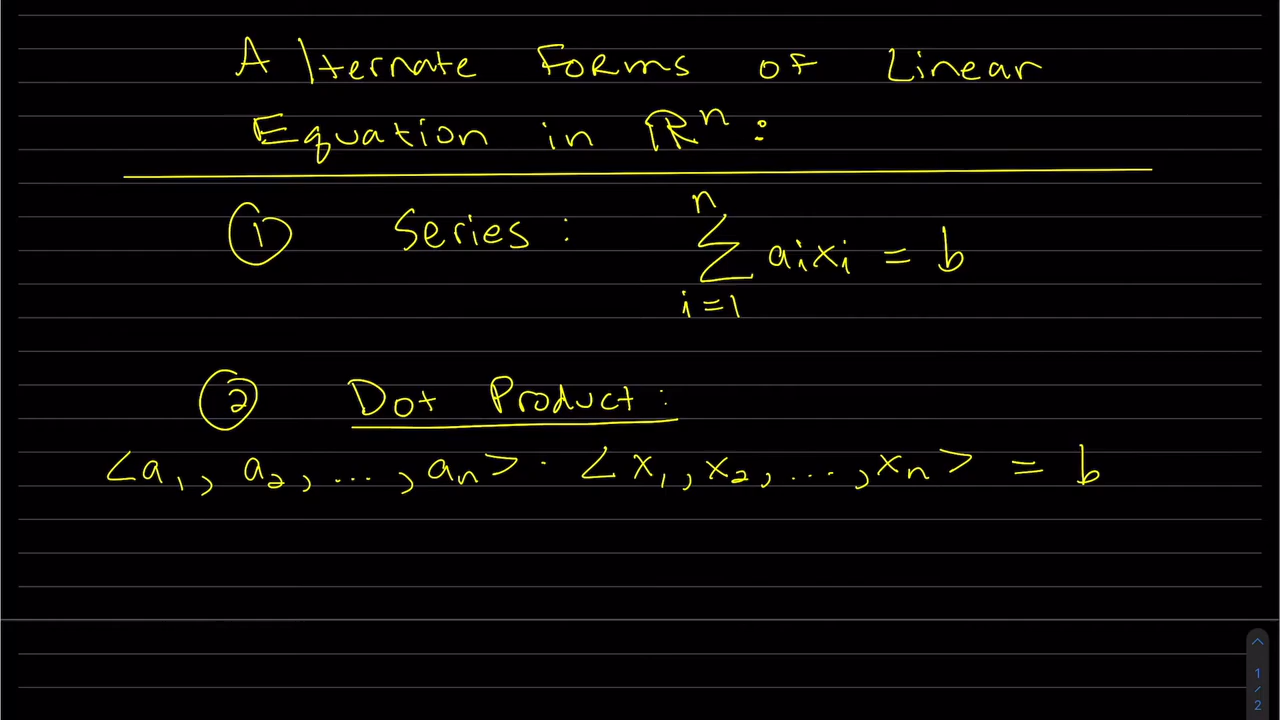 Alternate Forms of Linear
Equation in ℝⁿ:
① Series: ∑ᵢ₌₁ⁿ aᵢxᵢ = b
② Dot Product:
<a₁, a₂, ..., aₙ> · <x₁, x₂, ..., xₙ> = b
1
/
2